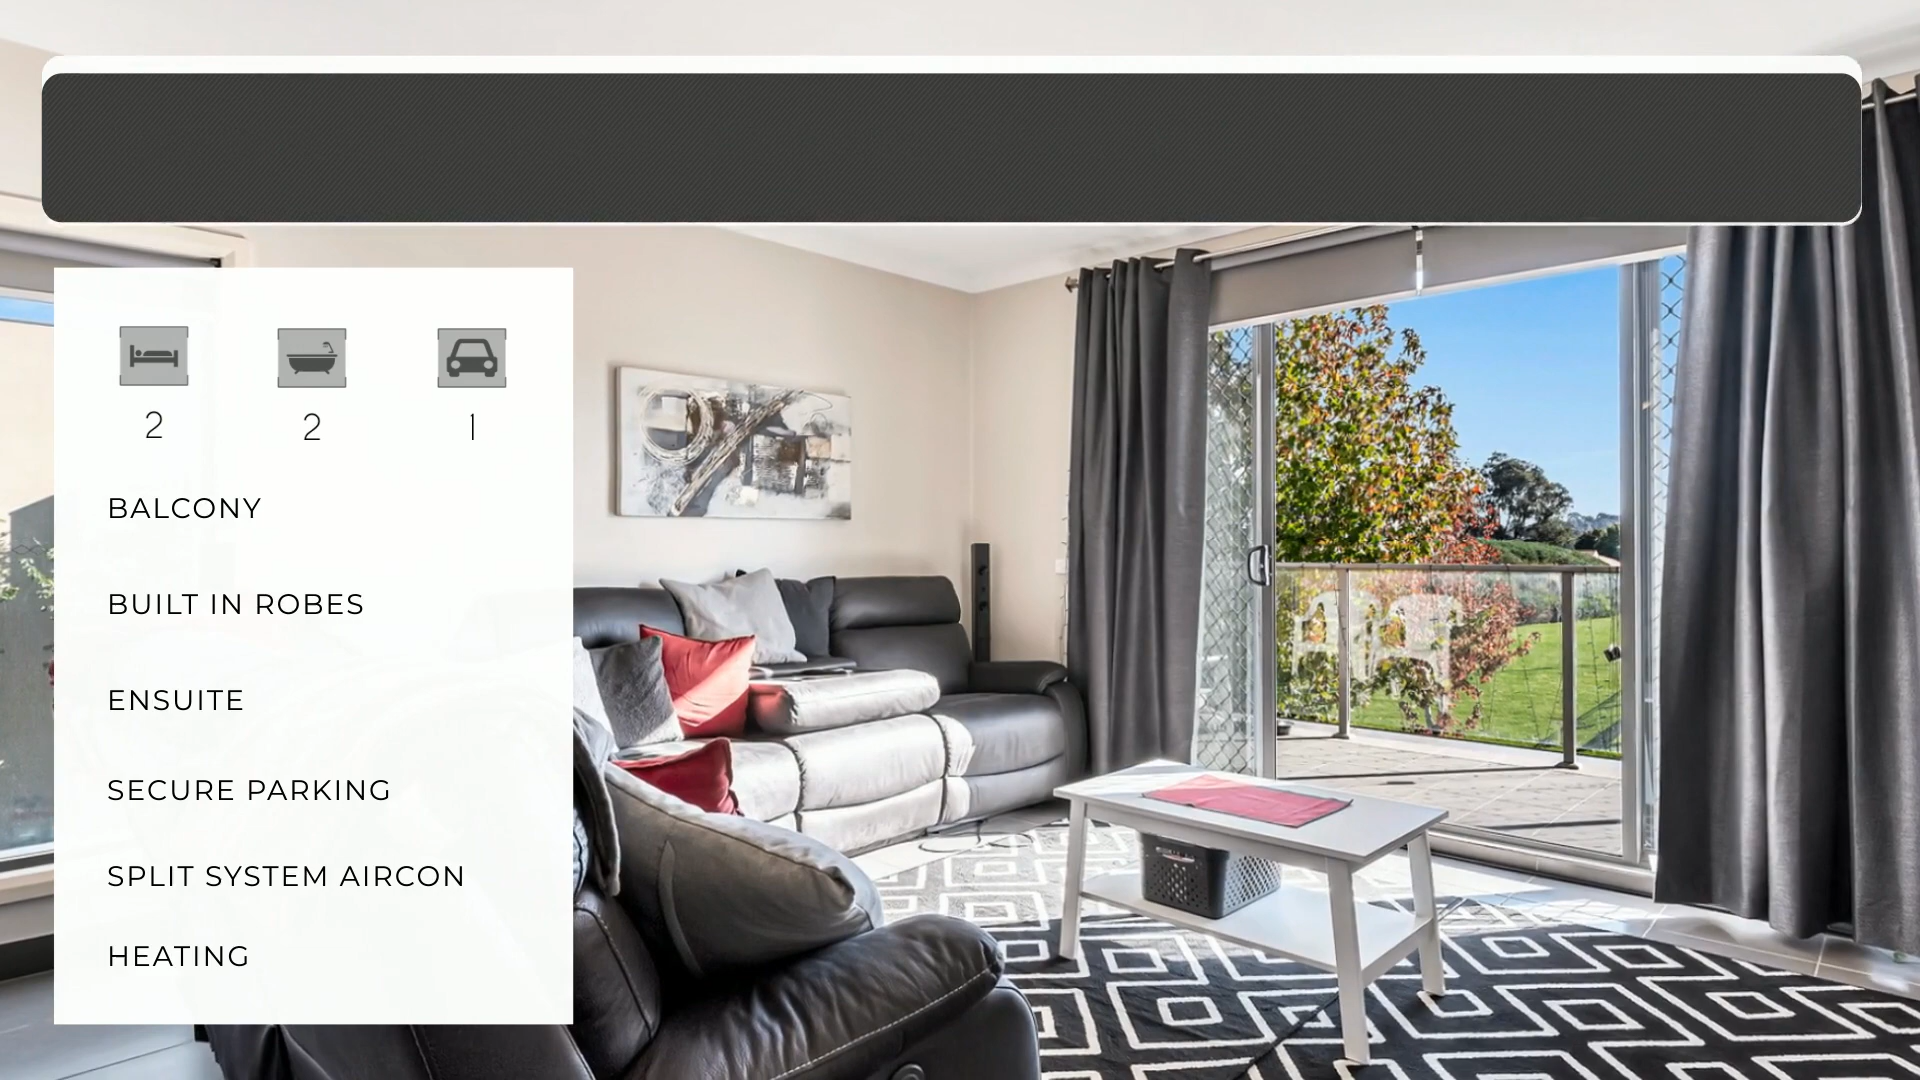 2 2 1
BALCONY
BUILT IN ROBES
ENSUITE
SECURE PARKING
SPLIT SYSTEM AIRCON
HEATING